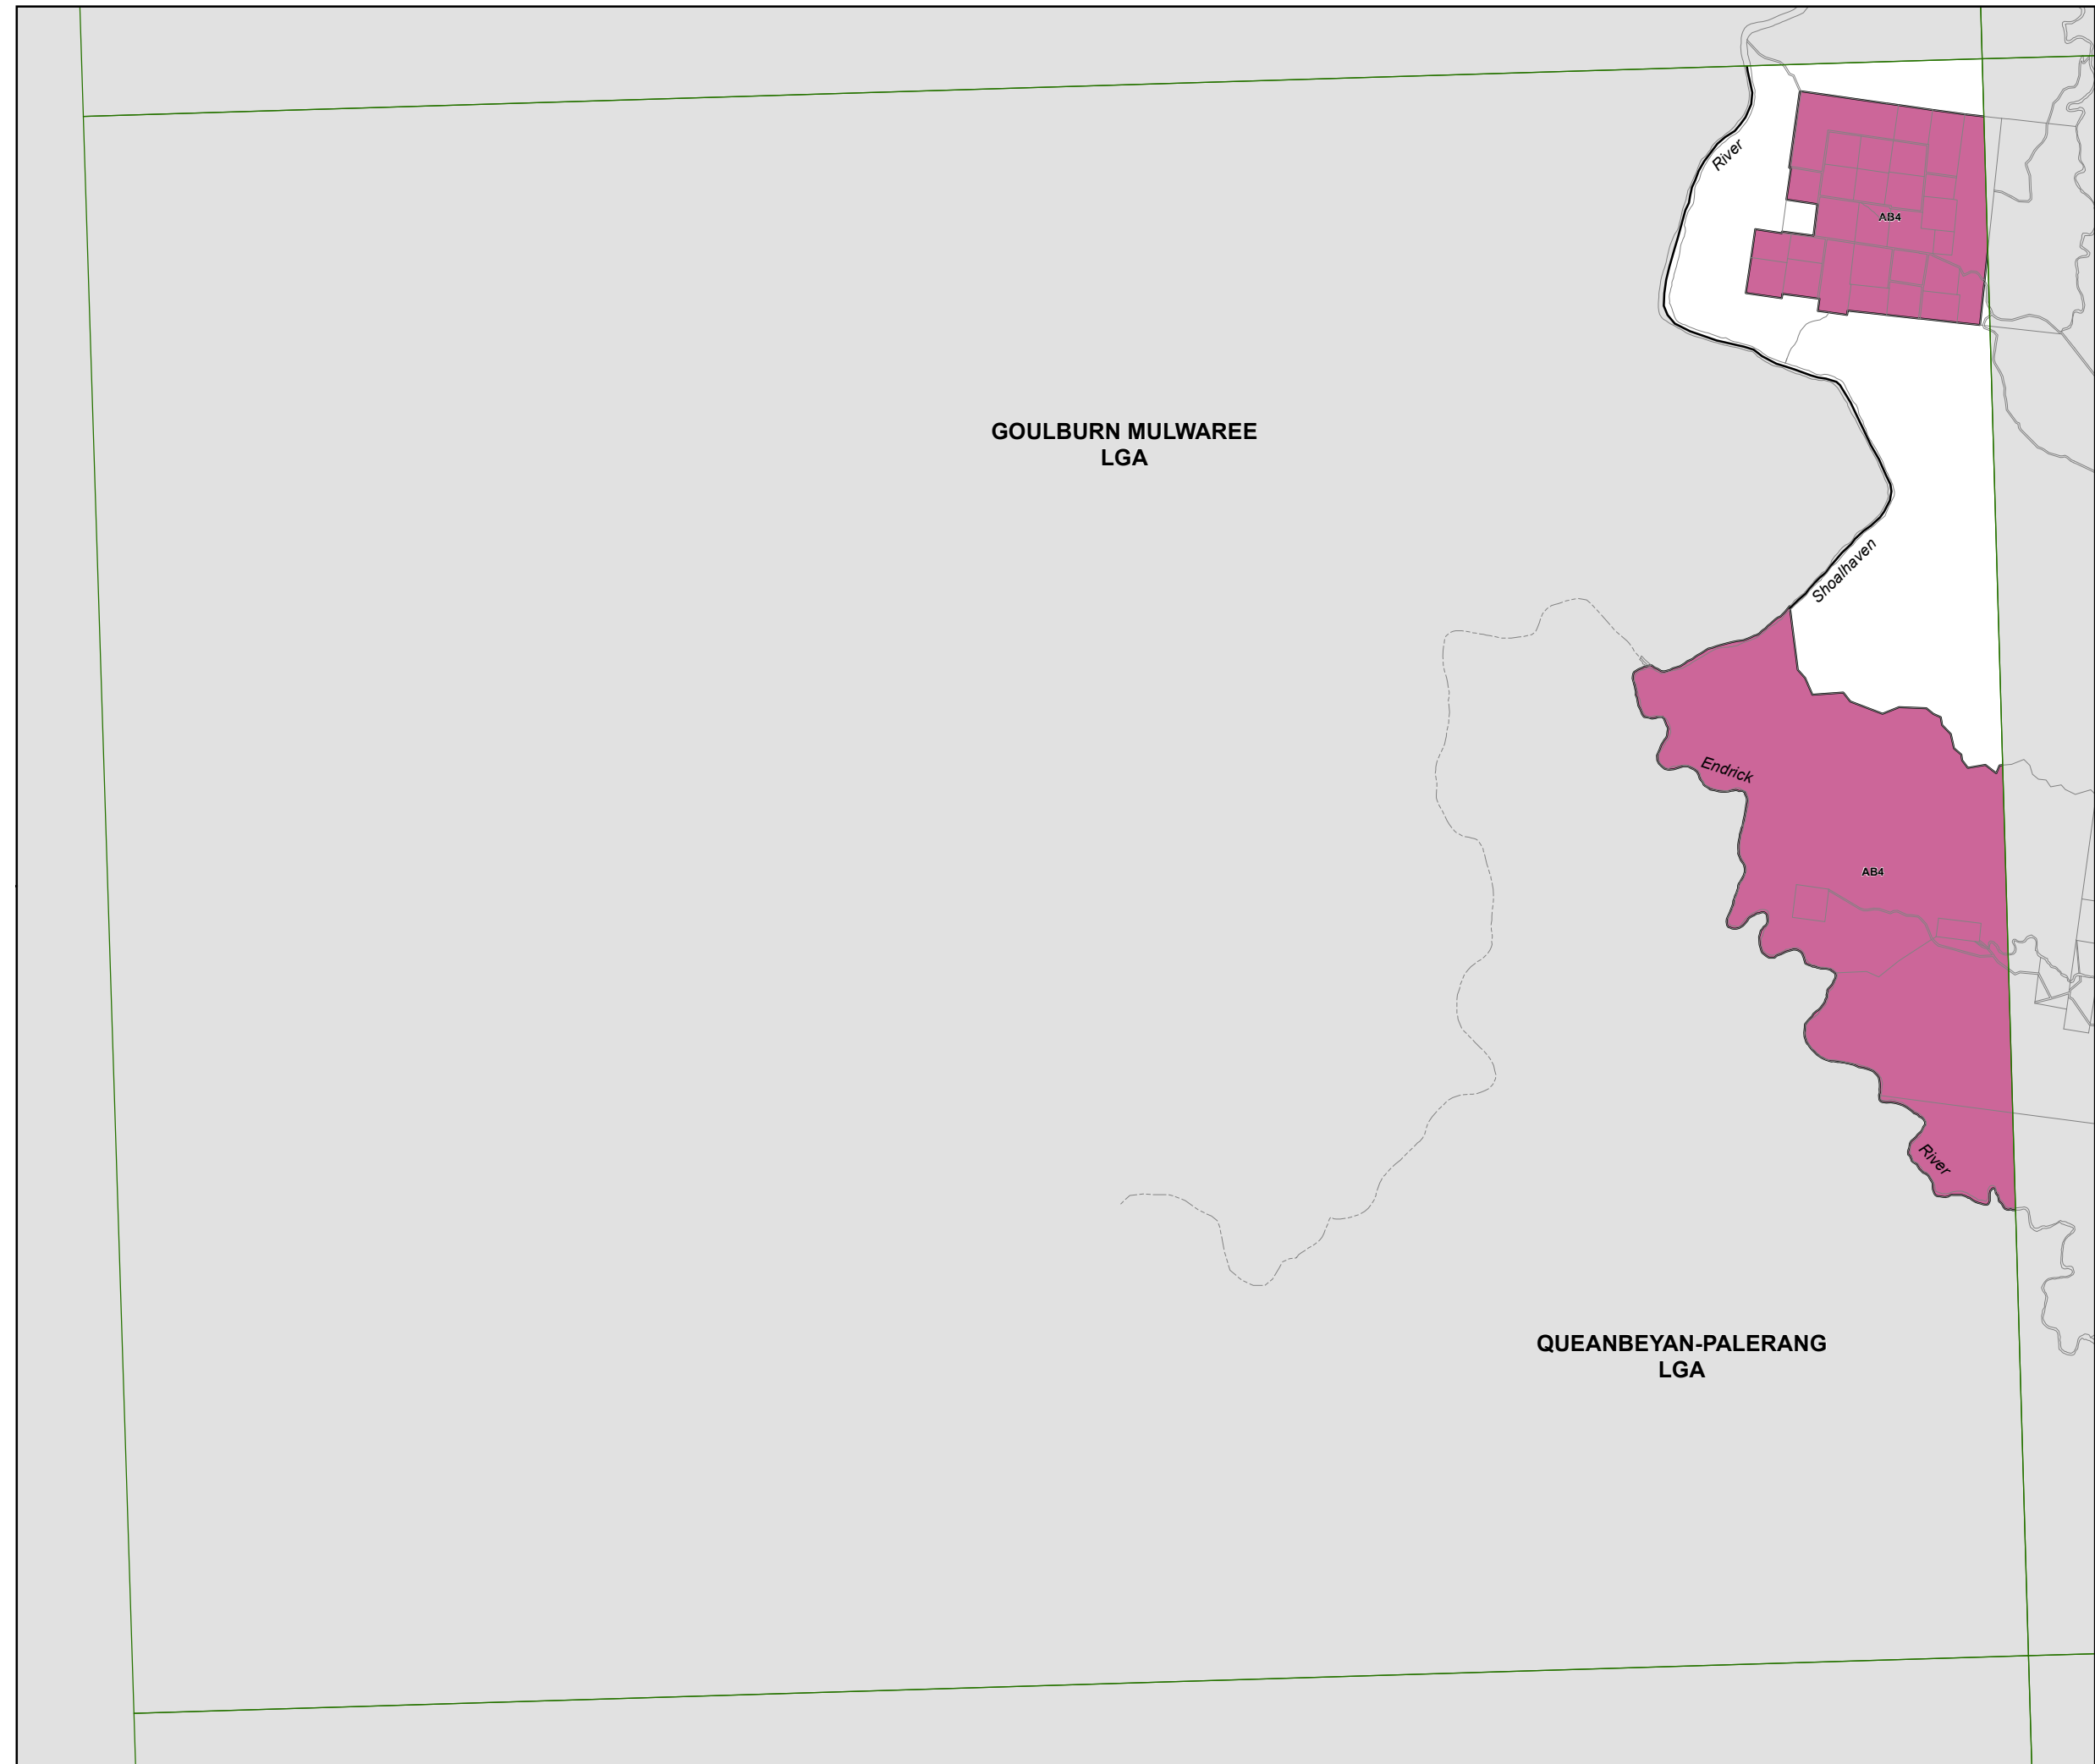 River
AB4
GOULBURN MULWAREE
LGA
Shoalhaven
Endrick
AB4
River
QUEANBEYAN-PALERANG
LGA